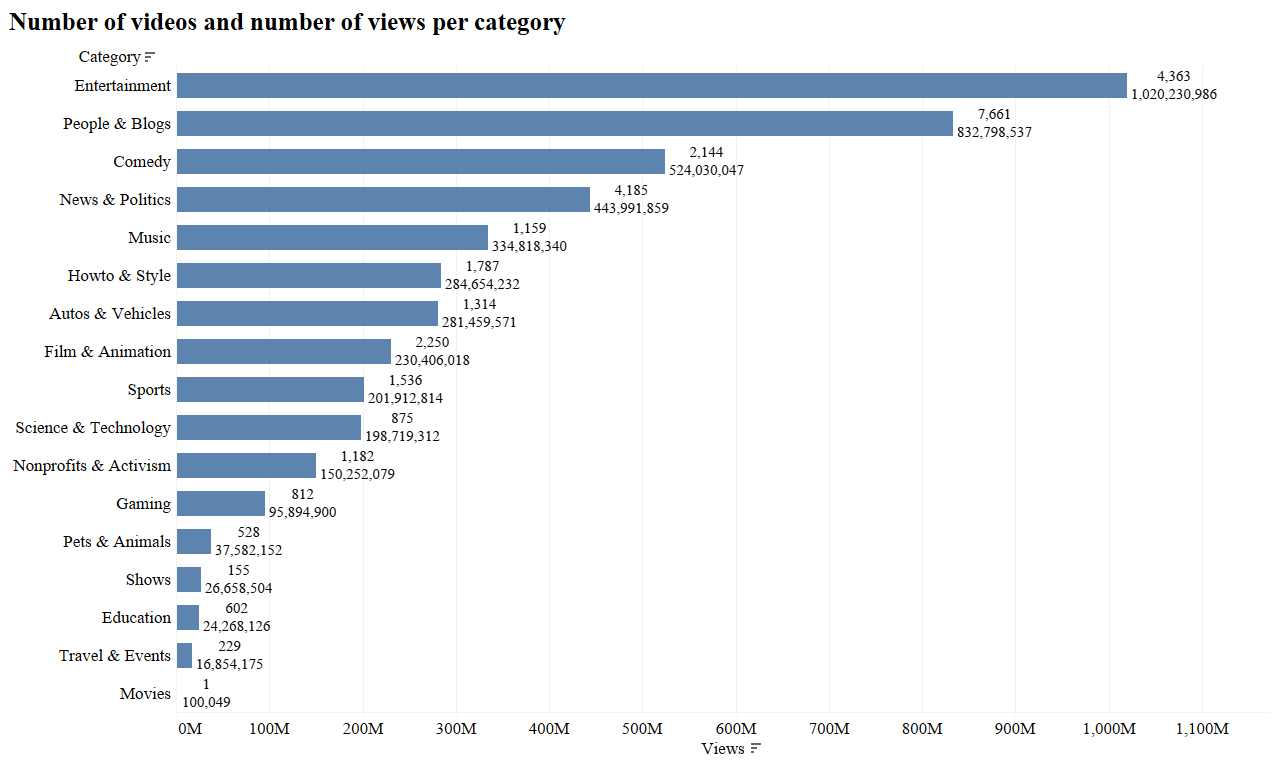 Number of videos and number of views per category
Category
Entertainment
4,363
1,020,230,986
People & Blogs
7,661
832,798,537
Comedy
2,144
524,030,047
News & Politics
4,185
443,991,859
Music
1,159
334,818,340
Howto & Style
1,787
284,654,232
Autos & Vehicles
1,314
281,459,571
Film & Animation
2,250
230,406,018
Sports
1,536
201,912,814
Science & Technology
875
198,719,312
Nonprofits & Activism
1,182
150,252,079
Gaming
812
95,894,900
Pets & Animals
528
37,582,152
Shows
155
26,658,504
Education
602
24,268,126
Travel & Events
229
16,854,175
Movies
1
100,049
0M 100M 200M 300M 400M 500M 600M 700M 800M 900M 1,000M 1,100M
Views